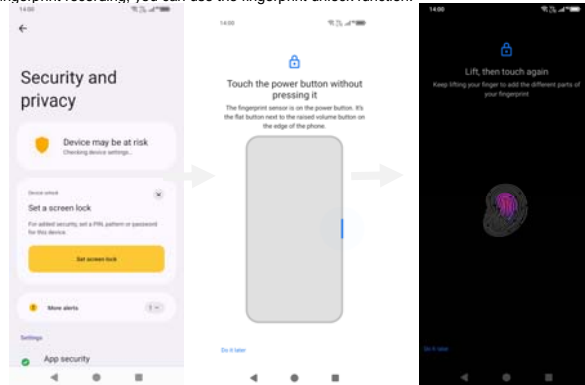 fingerprint recording, you can use the fingerprint unlock function.
14:00
Security and
privacy
Device may be at risk
Checking device settings...
Device unlock
Set a screen lock
For added security, set a PIN, pattern or password
for this device.
Set screen lock
More alerts
1
Settings
App security
14:00
Touch the power button without
pressing it
The fingerprint sensor is on the power button. It's
the flat button next to the raised volume button on
the edge of the phone.
Do it later
14:00
Lift, then touch again
Keep lifting your finger to add the different parts of
your fingerprint
Do it later